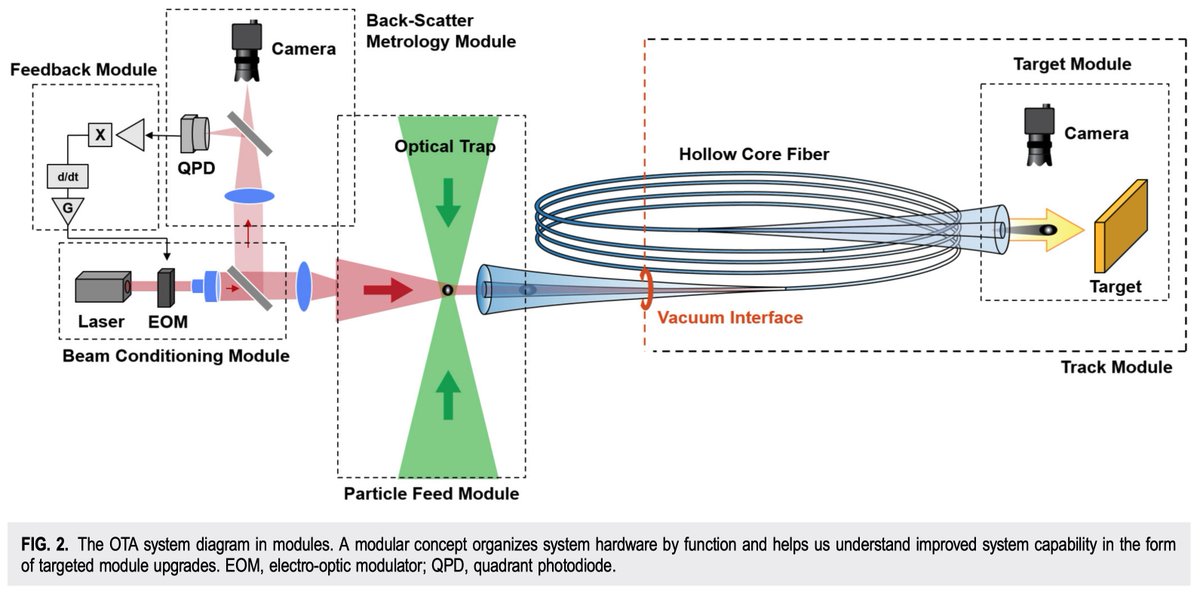 Back-Scatter
Metrology Module
Camera
Feedback Module
X
QPD
d/dt
G
Laser
EOM
Beam Conditioning Module
Optical Trap
Particle Feed Module
Hollow Core Fiber
Vacuum Interface
Target Module
Camera
Target
Track Module
FIG. 2. The OTA system diagram in modules. A modular concept organizes system hardware by function and helps us understand improved system capability in the form
of targeted module upgrades. EOM, electro-optic modulator; QPD, quadrant photodiode.